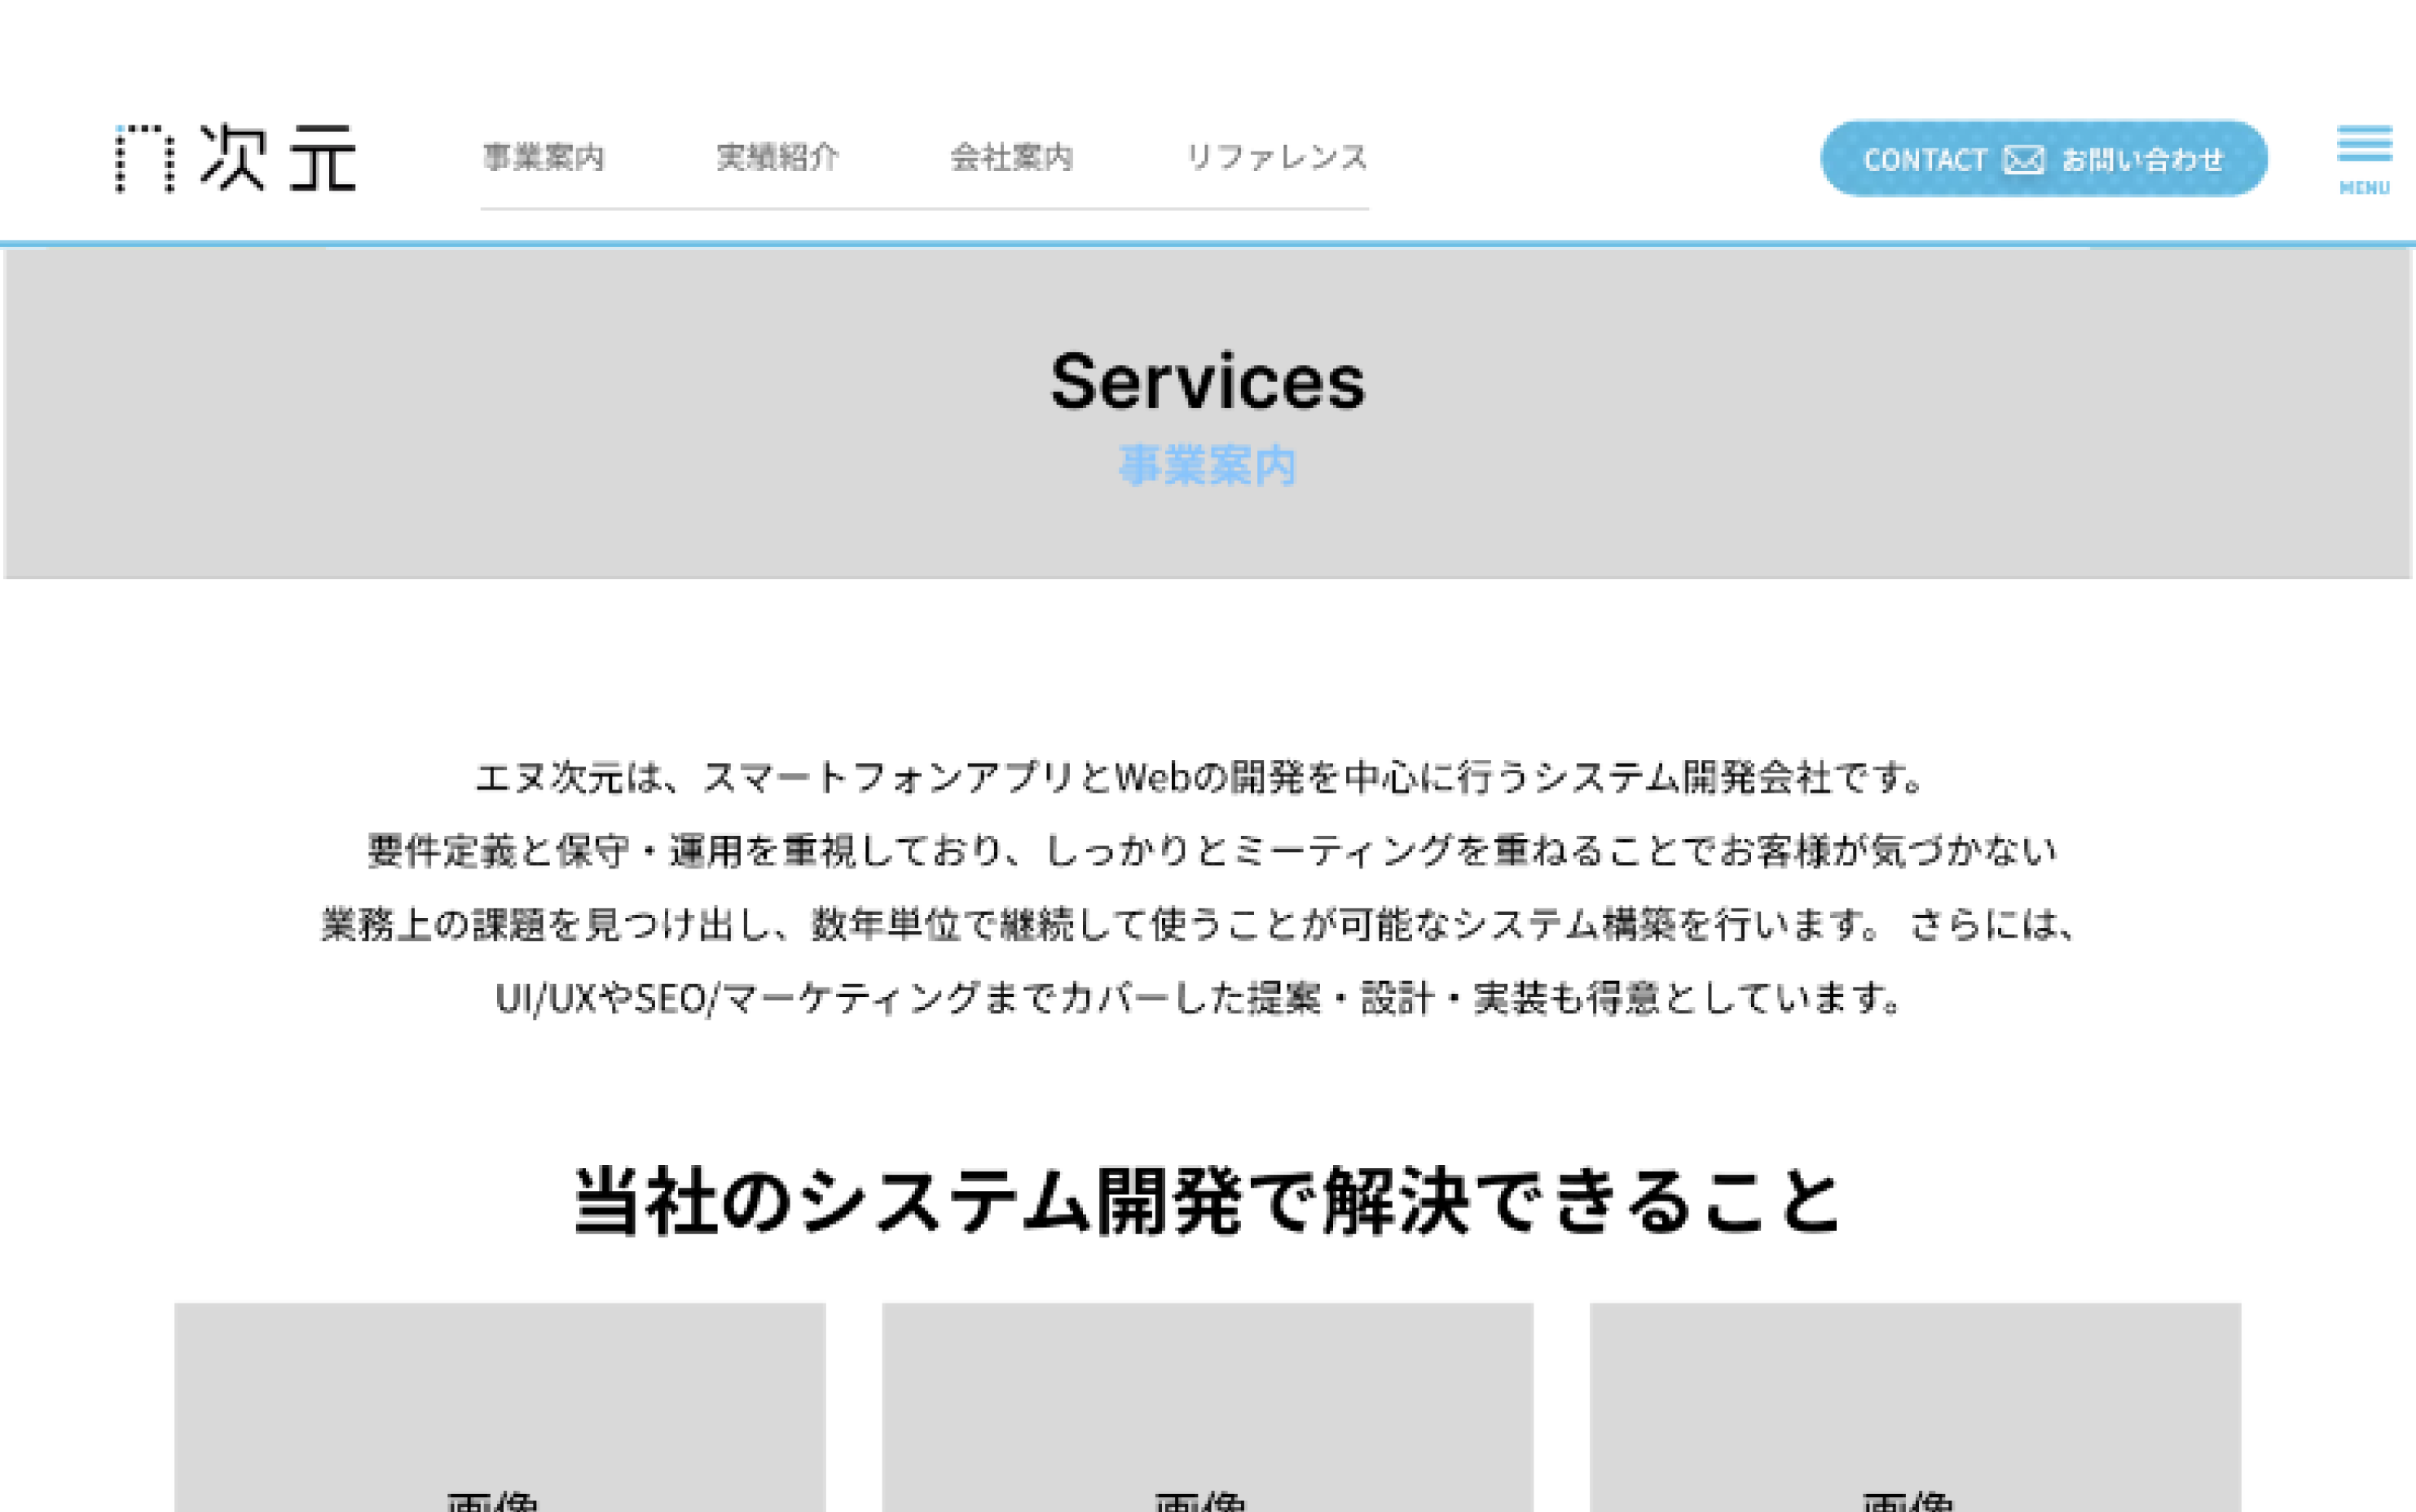 n次元
事業案内 実績紹介 会社案内 リファレンス
CONTACT お問い合わせ
MENU
Services
事業案内
エヌ次元は、スマートフォンアプリとWebの開発を中心に行うシステム開発会社です。
要件定義と保守・運用を重視しており、しっかりとミーティングを重ねることでお客様が気づかない
業務上の課題を見つけ出し、数年単位で継続して使うことが可能なシステム構築を行います。 さらには、
UI/UXやSEO/マーケティングまでカバーした提案・設計・実装も得意としています。
当社のシステム開発で解決できること
画像 画像 画像